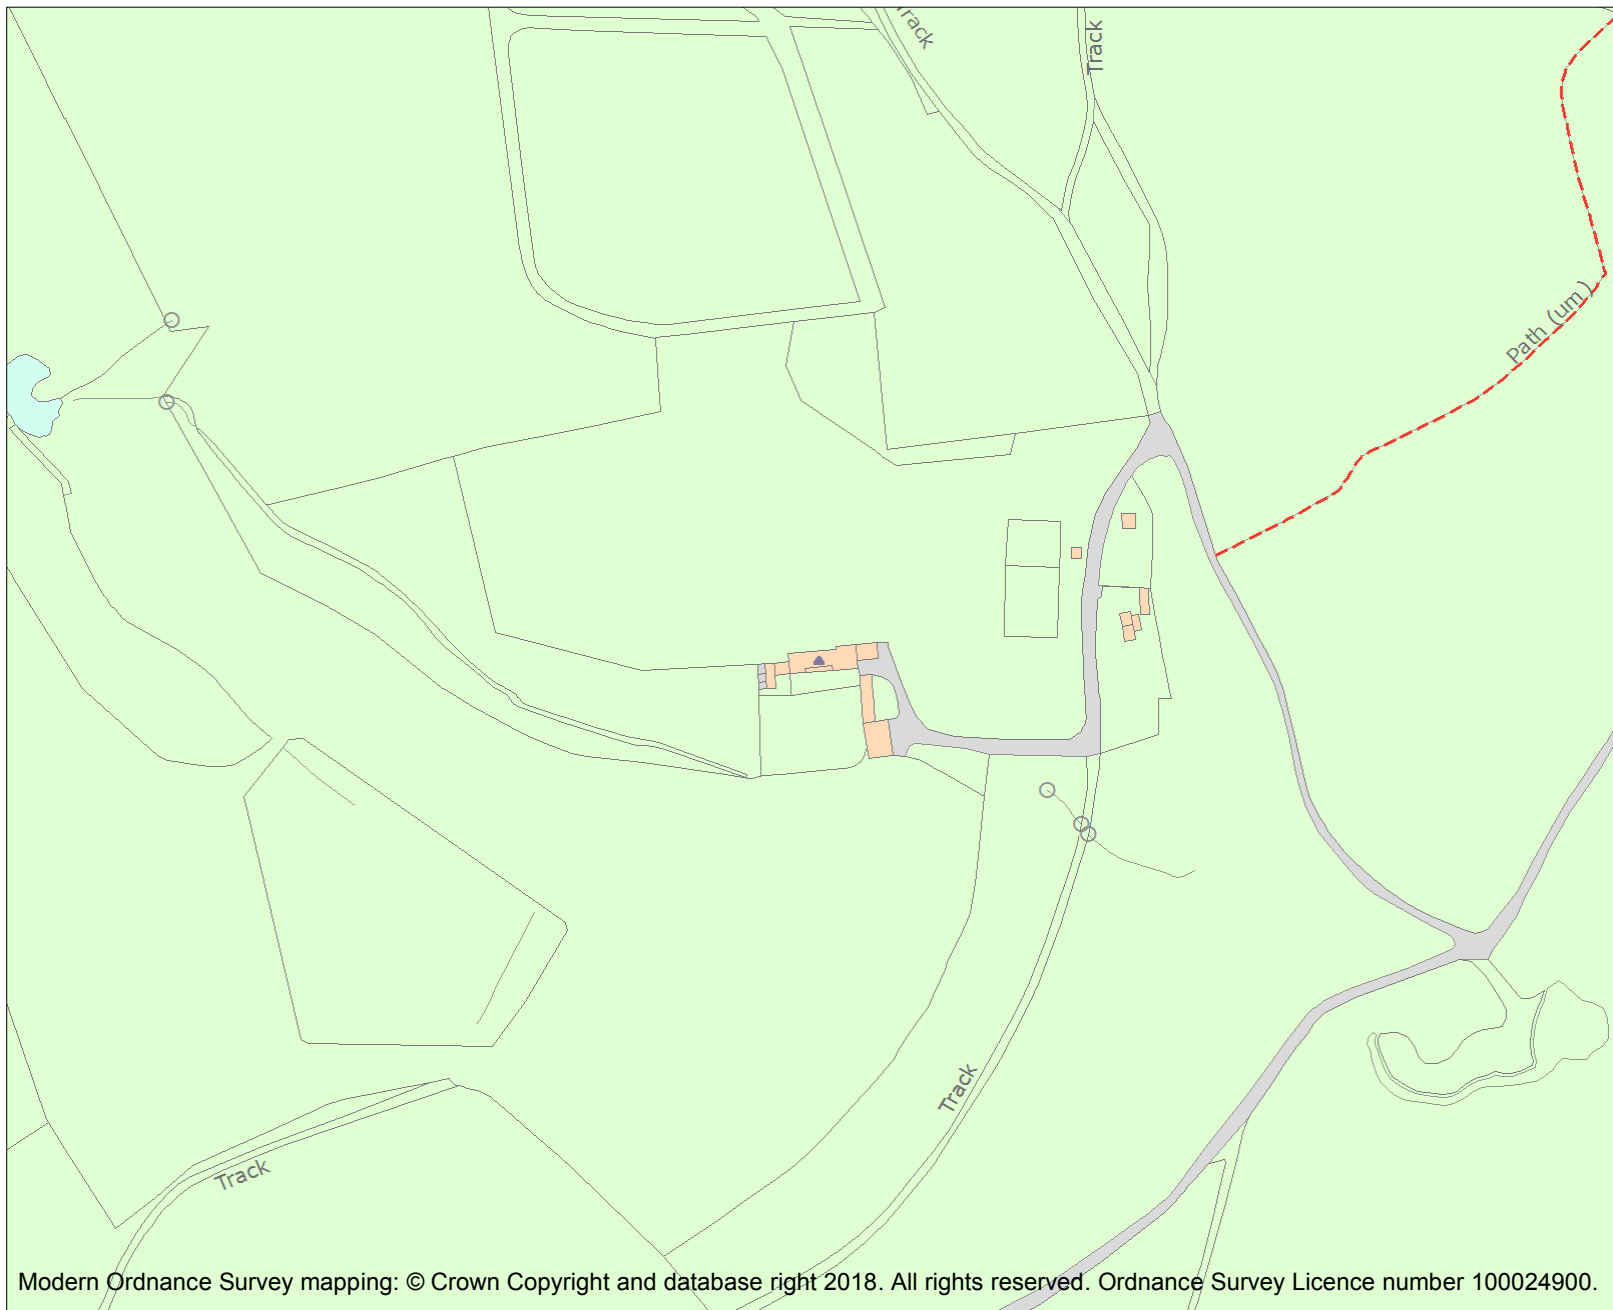 Track
Track
Path (um)
Track
Track
Modern Ordnance Survey mapping: © Crown Copyright and database right 2018. All rights reserved. Ordnance Survey Licence number 100024900.